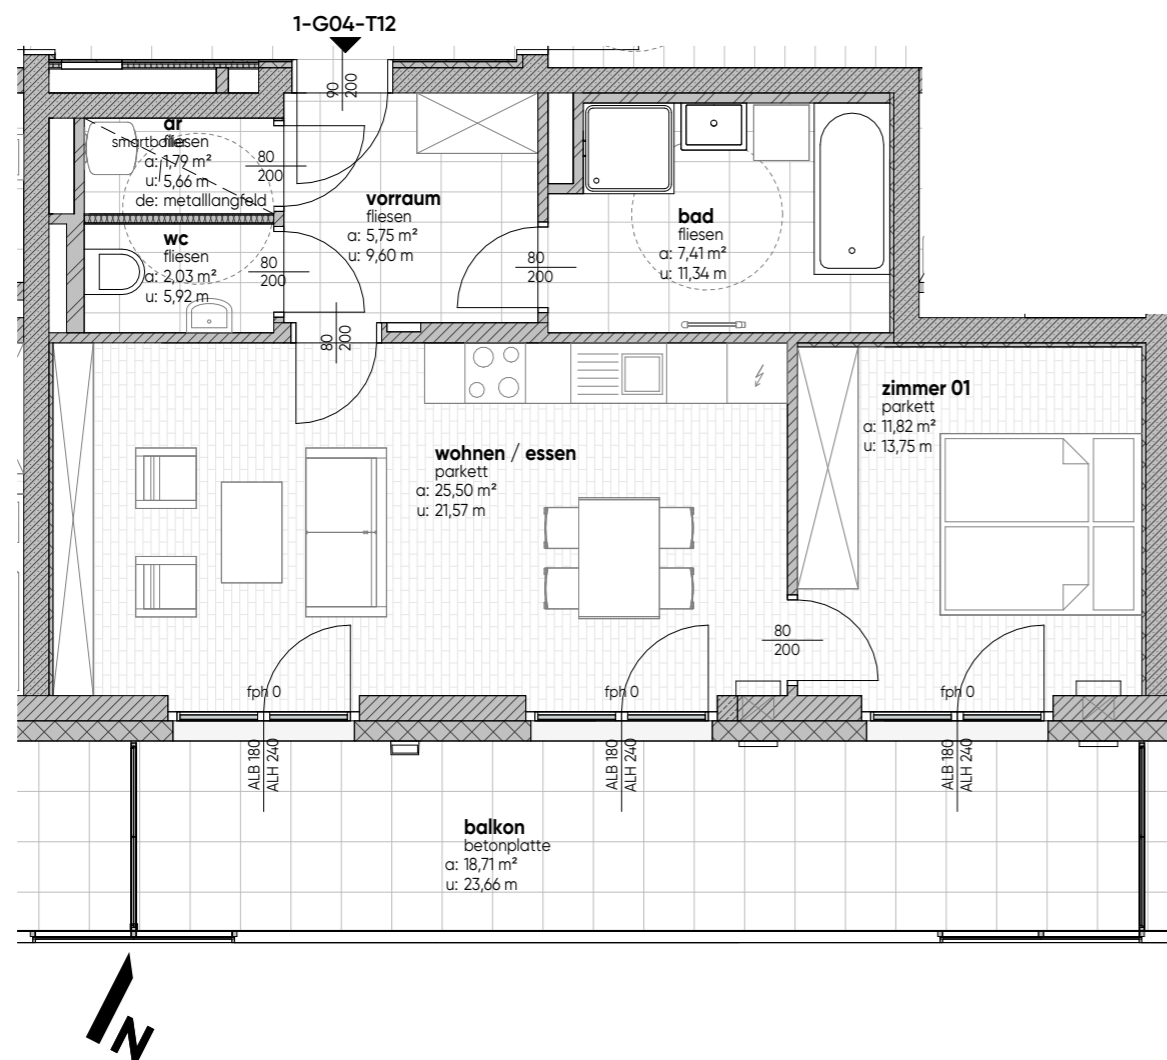 1-G04-T12
90
200
ar
fliesen
smartboiler
a: 1,79 m²
u: 5,66 m
de: metalllangfeld
80
200
vorraum
fliesen
a: 5,75 m²
u: 9,60 m
bad
fliesen
a: 7,41 m²
u: 11,34 m
wc
fliesen
a: 2,03 m²
u: 5,92 m
80
200
80
200
80
200
zimmer 01
parkett
a: 11,82 m²
u: 13,75 m
wohnen / essen
parkett
a: 25,50 m²
u: 21,57 m
80
200
fph 0
fph 0
fph 0
ALB 180
ALH 240
ALB 180
ALH 240
ALB 180
ALH 240
balkon
betonplatte
a: 18,71 m²
u: 23,66 m
N